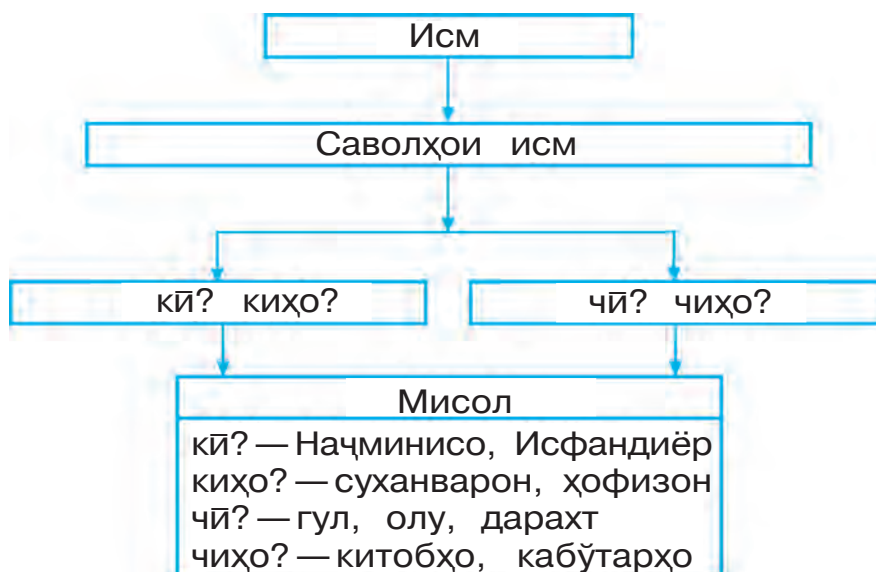 Исм
Саволҳои исм
кӣ? киҳо?
чӣ? чиҳо?
Мисол
кӣ? — Наҷминисо, Исфандиёр
киҳо? — суханварон, ҳофизон
чӣ? — гул, олу, дарахт
чиҳо? — китобҳо, кабӯтарҳо